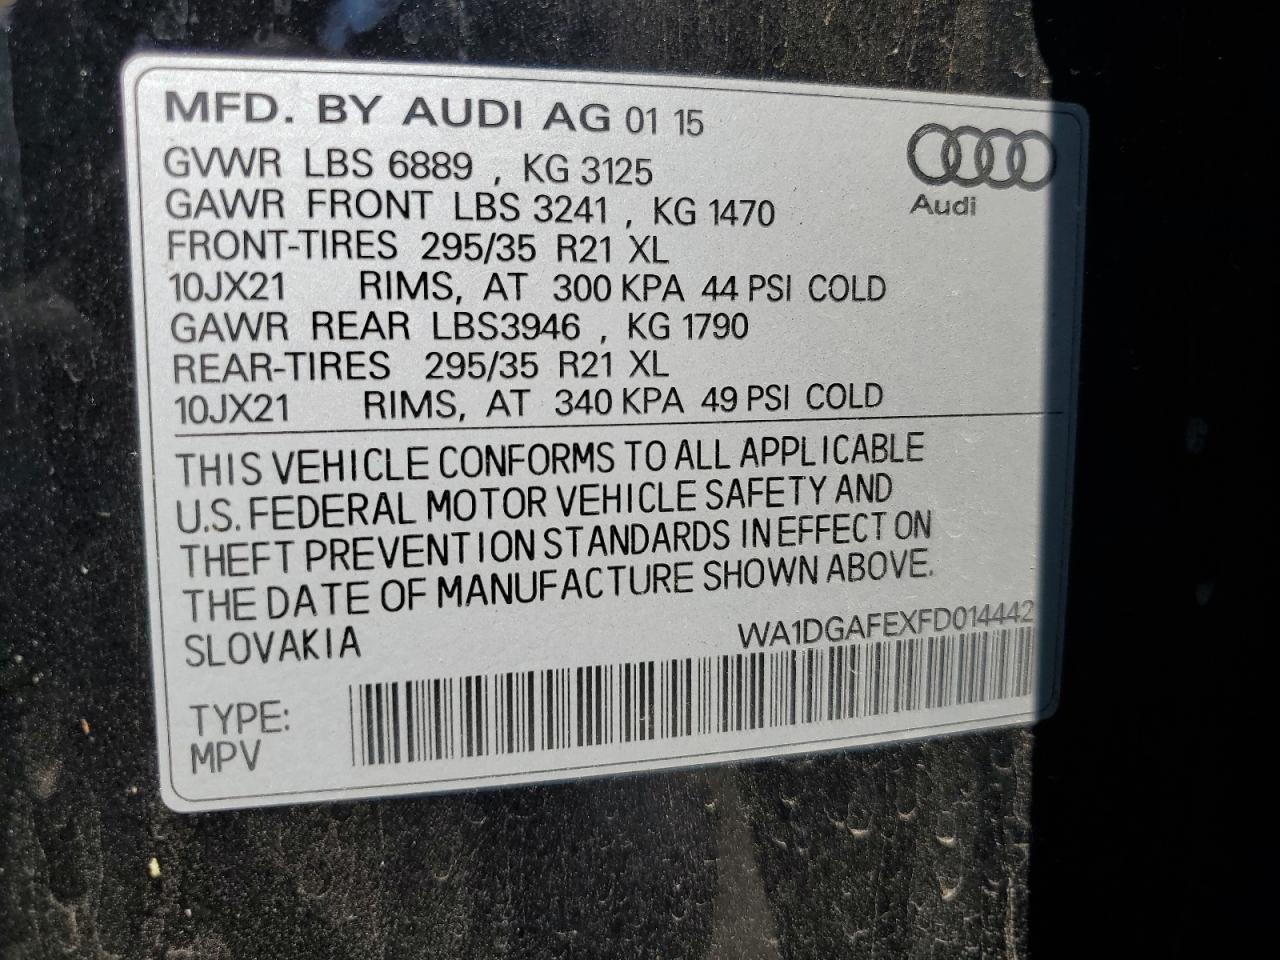 MFD. BY AUDI AG 01 15
Audi
GVWR LBS 6889 , KG 3125
GAWR FRONT LBS 3241 , KG 1470
FRONT-TIRES 295/35 R21 XL
10JX21 RIMS, AT 300 KPA 44 PSI COLD
GAWR REAR LBS3946 , KG 1790
REAR-TIRES 295/35 R21 XL
10JX21 RIMS, AT 340 KPA 49 PSI COLD
THIS VEHICLE CONFORMS TO ALL APPLICABLE
U.S. FEDERAL MOTOR VEHICLE SAFETY AND
THEFT PREVENTION STANDARDS IN EFFECT ON
THE DATE OF MANUFACTURE SHOWN ABOVE.
SLOVAKIA WA1DGAFEXFD014442
TYPE:
MPV